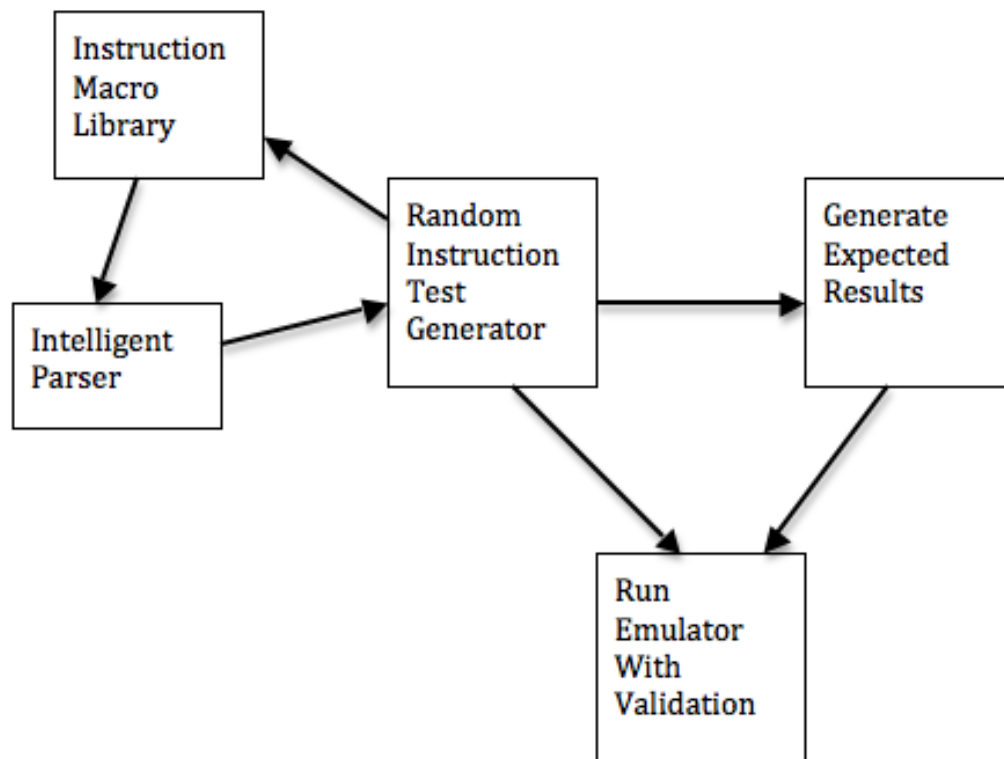 Instruction
Macro
Library
Random
Instruction
Test
Generator
Generate
Expected
Results
Intelligent
Parser
Run
Emulator
With
Validation